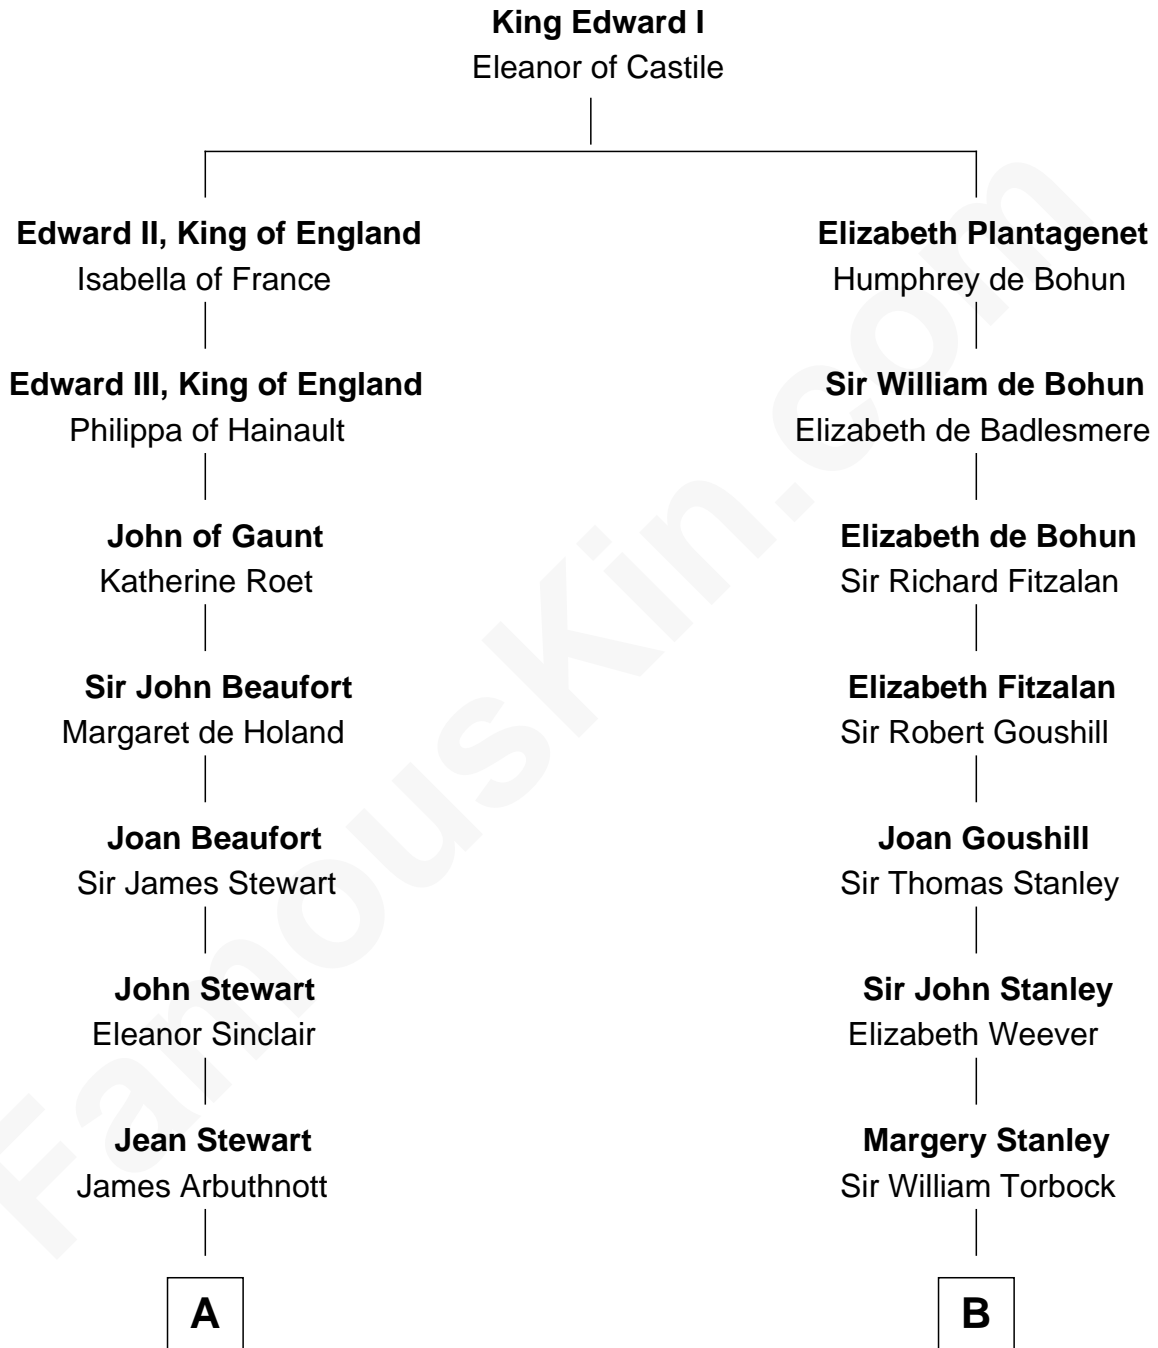 King Edward I
Eleanor of Castile
Edward II, King of England
Isabella of France
Edward III, King of England
Philippa of Hainault
John of Gaunt
Katherine Roet
Sir John Beaufort
Margaret de Holand
Joan Beaufort
Sir James Stewart
John Stewart
Eleanor Sinclair
Jean Stewart
James Arbuthnott
A
Elizabeth Plantagenet
Humphrey de Bohun
Sir William de Bohun
Elizabeth de Badlesmere
Elizabeth de Bohun
Sir Richard Fitzalan
Elizabeth Fitzalan
Sir Robert Goushill
Joan Goushill
Sir Thomas Stanley
Sir John Stanley
Elizabeth Weever
Margery Stanley
Sir William Torbock
B
FamousKin.com